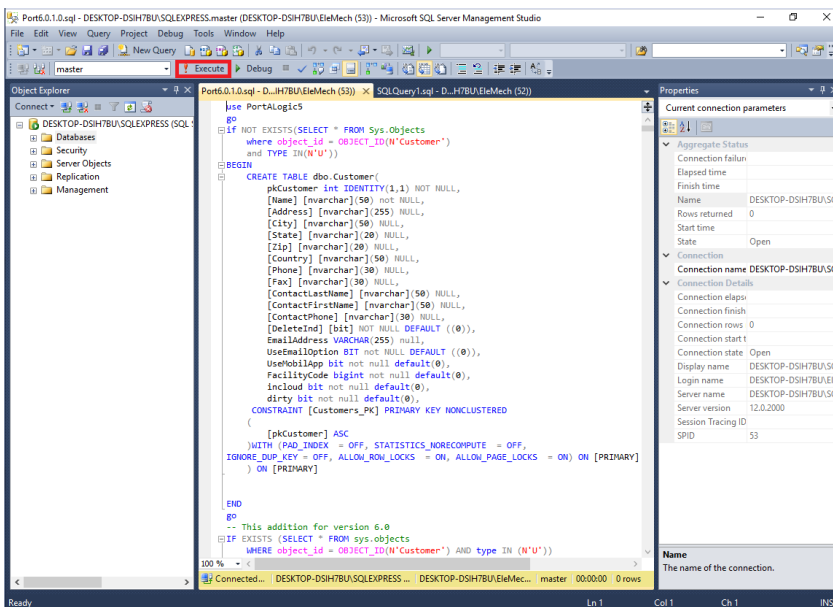 Port6.0.1.0.sql - DESKTOP-DSIH7BU\SQLEXPRESS.master (DESKTOP-DSIH7BU\EleMech (53)) - Microsoft SQL Server Management Studio
File Edit View Query Project Debug Tools Window Help
New Query
master Execute Debug
Object Explorer
Connect
DESKTOP-DSIH7BU\SQLEXPRESS (SQL
Databases
Security
Server Objects
Replication
Management
Port6.0.1.0.sql - D...IH7BU\EleMech (53)) SQLQuery1.sql - D...H7BU\EleMech (52))
use PortALogic5
go
if NOT EXISTS(SELECT * FROM Sys.Objects
where object_id = OBJECT_ID(N'Customer')
and TYPE IN(N'U'))
BEGIN
CREATE TABLE dbo.Customer(
pkCustomer int IDENTITY(1,1) NOT NULL,
[Name] [nvarchar](50) not NULL,
[Address] [nvarchar](255) NULL,
[City] [nvarchar](50) NULL,
[State] [nvarchar](20) NULL,
[Zip] [nvarchar](20) NULL,
[Country] [nvarchar](50) NULL,
[Phone] [nvarchar](30) NULL,
[Fax] [nvarchar](30) NULL,
[ContactLastName] [nvarchar](50) NULL,
[ContactFirstName] [nvarchar](50) NULL,
[ContactPhone] [nvarchar](30) NULL,
[DeleteInd] [bit] NOT NULL DEFAULT ((0)),
EmailAddress VARCHAR(255) null,
UseEmailOption BIT not NULL DEFAULT ((0)),
UseMobilApp bit not null default(0),
FacilityCode bigint not null default(0),
incloud bit not null default(0),
dirty bit not null default(0),
CONSTRAINT [Customers_PK] PRIMARY KEY NONCLUSTERED
(
[pkCustomer] ASC
)WITH (PAD_INDEX = OFF, STATISTICS_NORECOMPUTE = OFF,
IGNORE_DUP_KEY = OFF, ALLOW_ROW_LOCKS = ON, ALLOW_PAGE_LOCKS = ON) ON [PRIMARY]
) ON [PRIMARY]
END
go
-- This addition for version 6.0
IF EXISTS (SELECT * FROM sys.objects
WHERE object_id = OBJECT_ID(N'Customer') AND type IN (N'U'))
100 %
Connected... DESKTOP-DSIH7BU\SQLEXPRESS ... DESKTOP-DSIH7BU\EleMec... master 00:00:00 0 rows
Properties
Current connection parameters
Aggregate Status
Connection failur
Elapsed time
Finish time
Name DESKTOP-DSIH7BU\SQ
Rows returned 0
Start time
State Open
Connection
Connection name DESKTOP-DSIH7BU\SQ
Connection Details
Connection elaps
Connection finish
Connection rows 0
Connection start t
Connection state Open
Display name DESKTOP-DSIH7BU\SQ
Login name DESKTOP-DSIH7BU\El
Server name DESKTOP-DSIH7BU\SQ
Server version 12.0.2000
Session Tracing ID
SPID 53
Name
The name of the connection.
Ready Ln 1 Col 1 Ch 1 INS